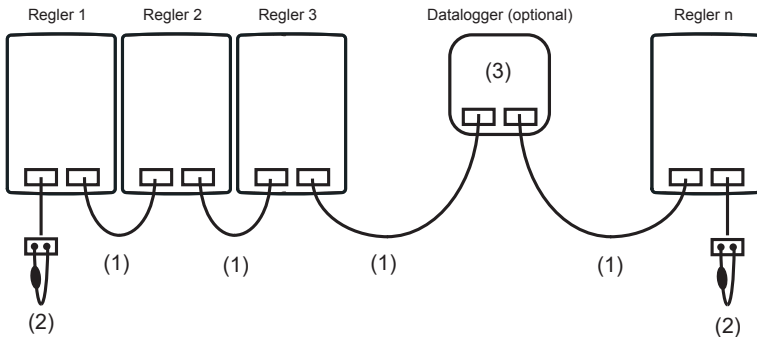 Regler 1 Regler 2 Regler 3 Datalogger (optional) Regler n
(3)
(1) (1) (1) (1)
(2) (2)